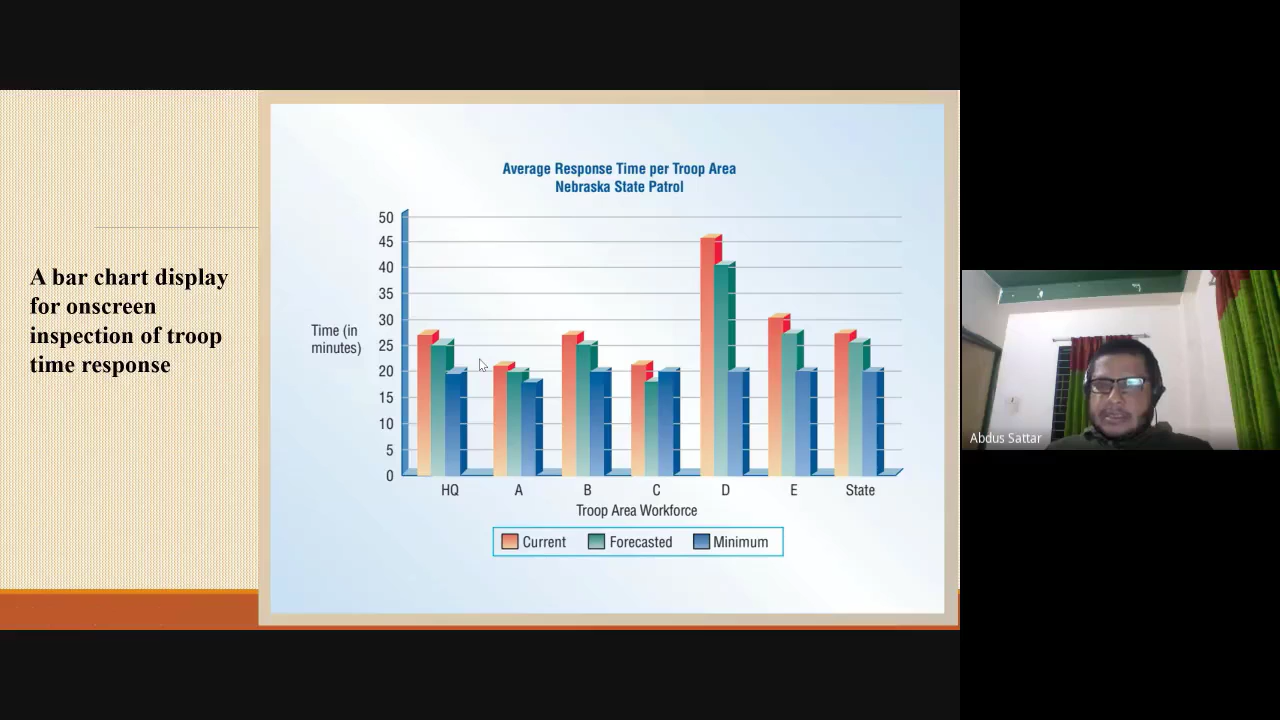 A bar chart display
for onscreen
inspection of troop
time response
Average Response Time per Troop Area
Nebraska State Patrol
50
45
40
35
30
25
20
15
10
5
0
Time (in
minutes)
HQ A B C D E State
Troop Area Workforce
Current Forecasted Minimum
Abdus Sattar